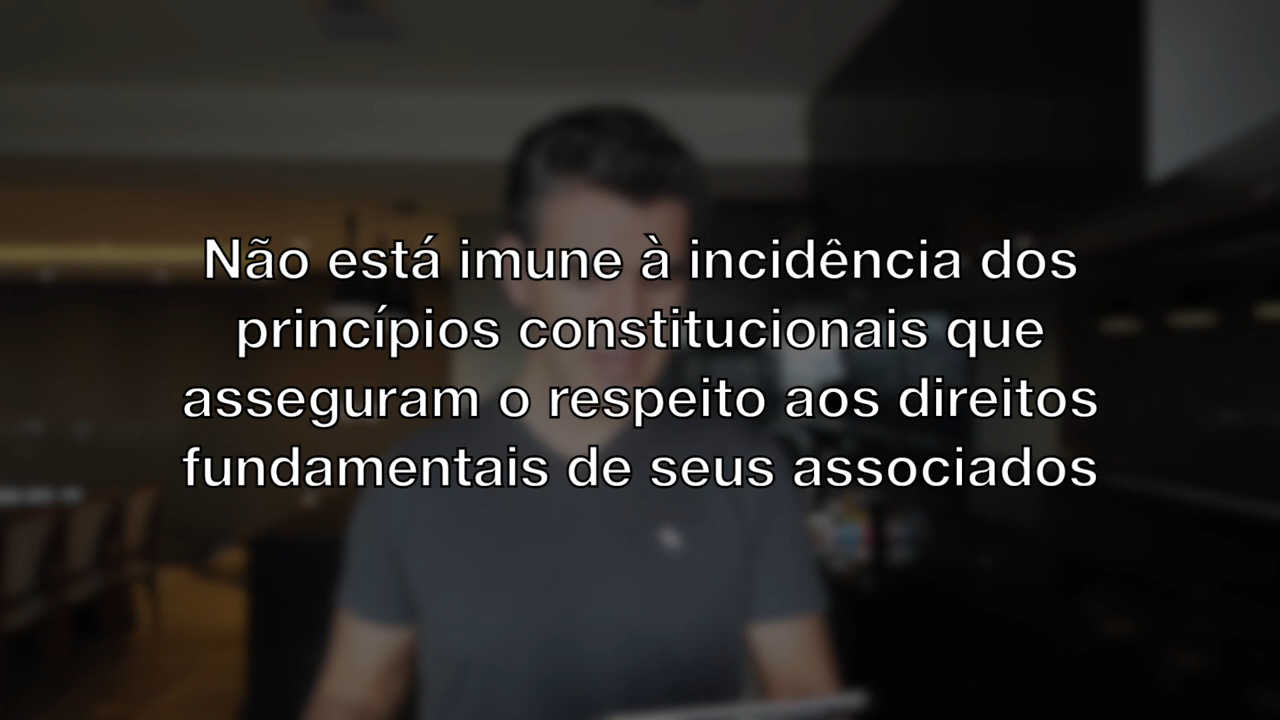 Não está imune à incidência dos
princípios constitucionais que
asseguram o respeito aos direitos
fundamentais de seus associados